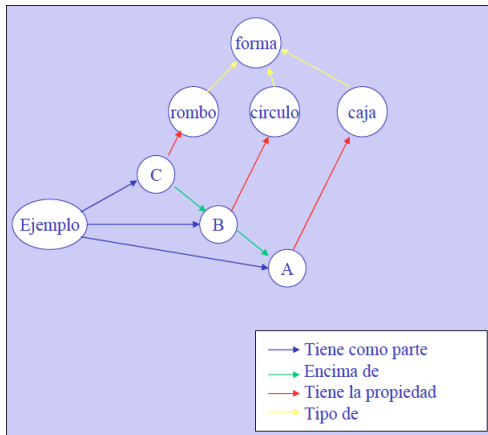 forma
rombo
circulo
caja
C
Ejemplo
B
A
Tiene como parte
Encima de
Tiene la propiedad
Tipo de